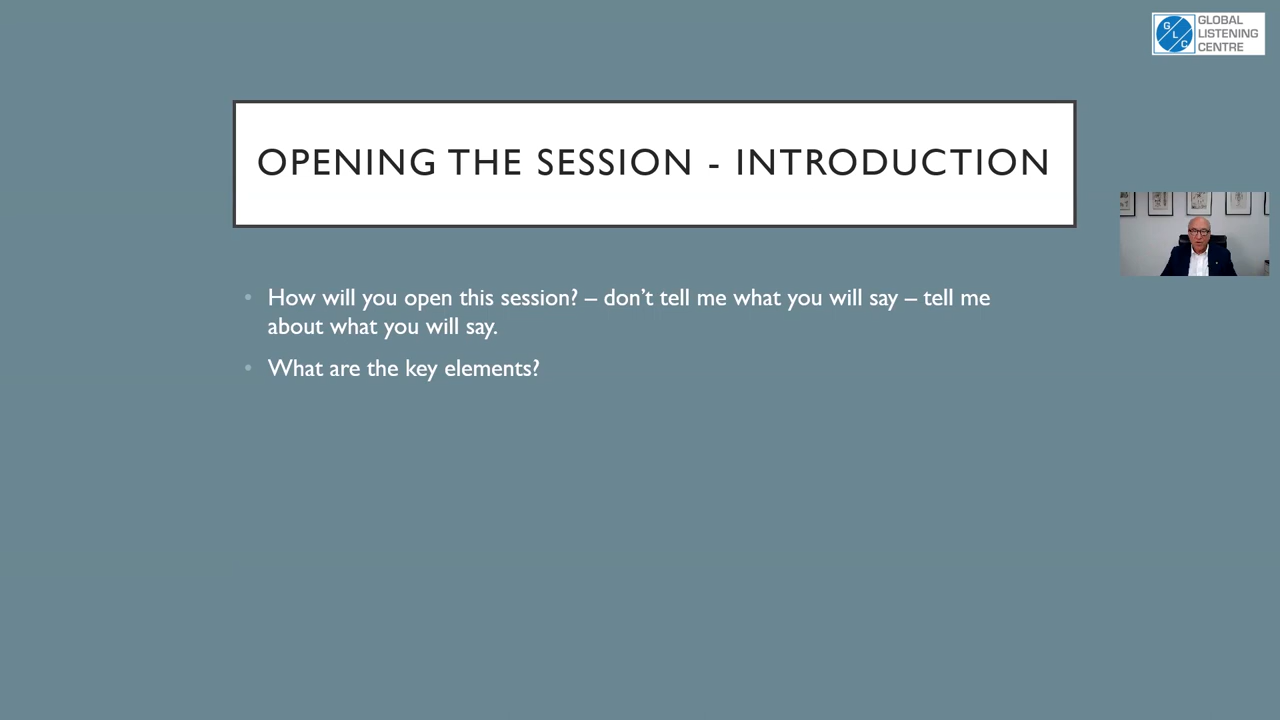 GLOBAL
LISTENING
CENTRE
G
L
C
OPENING THE SESSION - INTRODUCTION
• How will you open this session? – don’t tell me what you will say – tell me
about what you will say.
• What are the key elements?